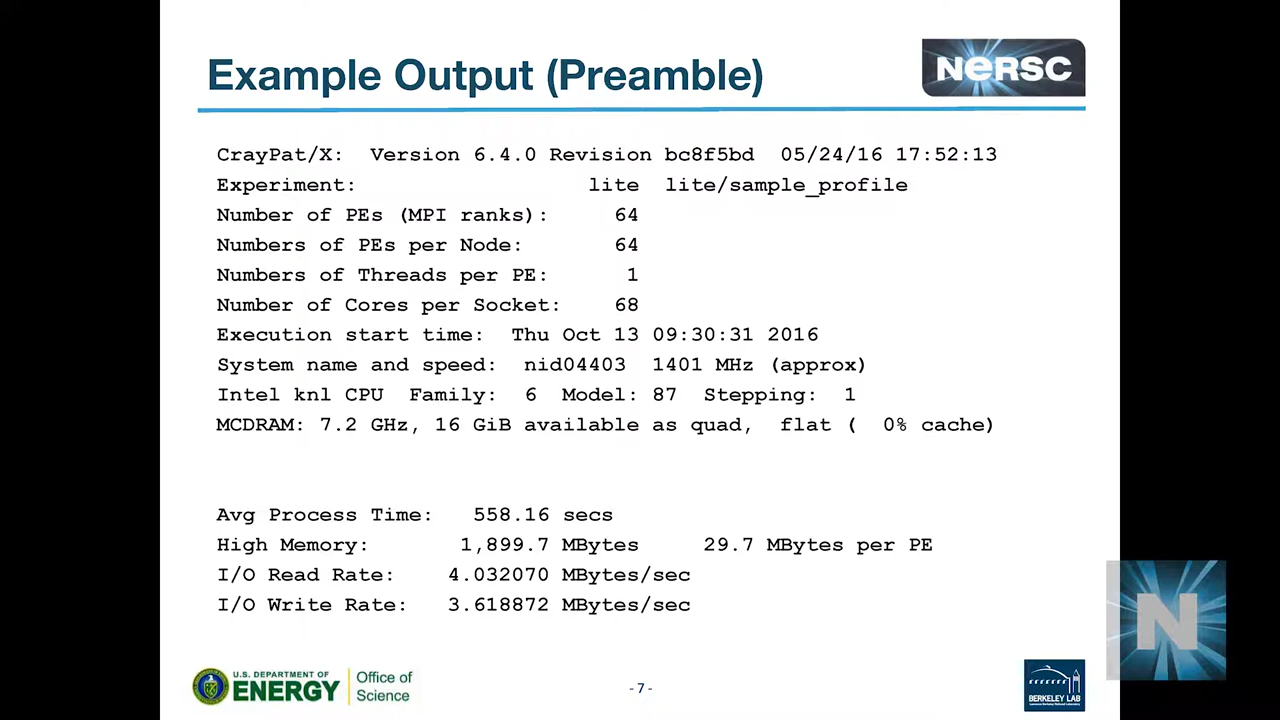 Example Output (Preamble)
NERSC
CrayPat/X:  Version 6.4.0 Revision bc8f5bd  05/24/16 17:52:13
Experiment:                  lite  lite/sample_profile
Number of PEs (MPI ranks):     64
Numbers of PEs per Node:       64
Numbers of Threads per PE:      1
Number of Cores per Socket:    68
Execution start time:  Thu Oct 13 09:30:31 2016
System name and speed:  nid04403  1401 MHz (approx)
Intel knl CPU  Family:  6  Model: 87  Stepping:  1
MCDRAM: 7.2 GHz, 16 GiB available as quad,  flat (  0% cache)
Avg Process Time:   558.16 secs
High Memory:       1,899.7 MBytes     29.7 MBytes per PE
I/O Read Rate:    4.032070 MBytes/sec
I/O Write Rate:   3.618872 MBytes/sec
N
U.S. DEPARTMENT OF
ENERGY
Office of
Science
- 7 -
BERKELEY LAB